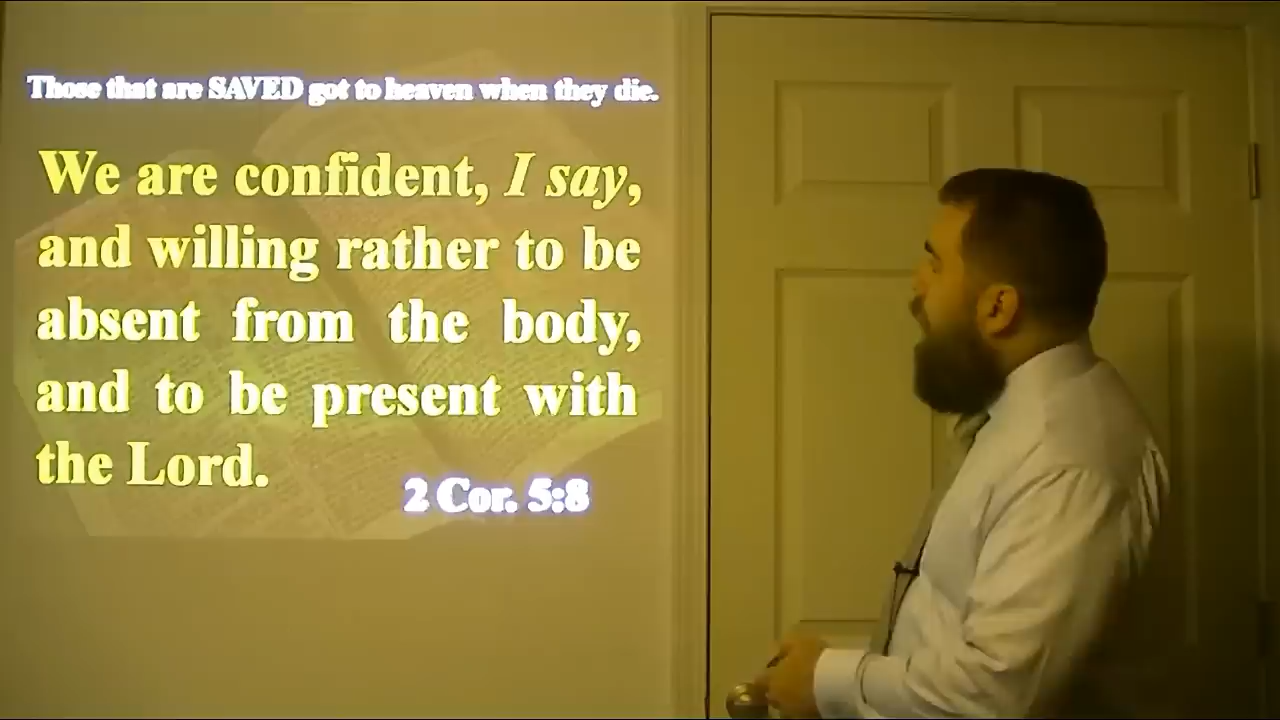 Those that are SAVED got to heaven when they die.
We are confident, I say,
and willing rather to be
absent from the body,
and to be present with
the Lord.
2 Cor. 5:8